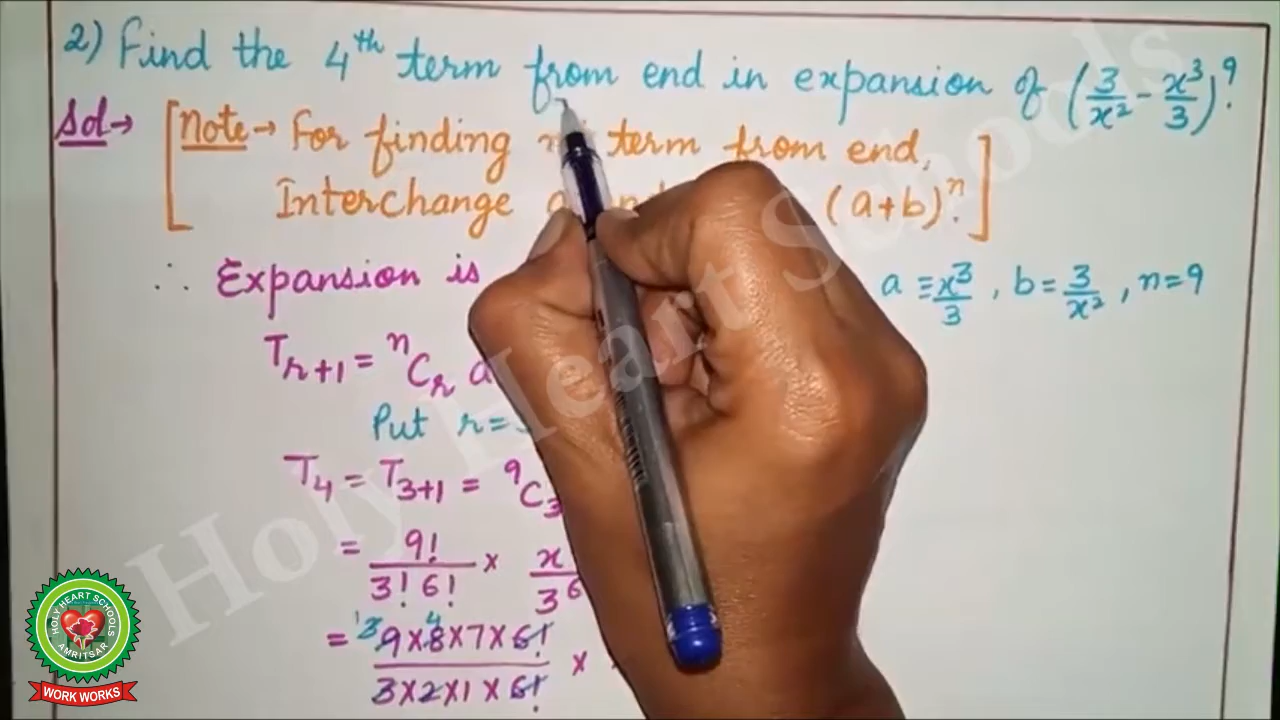 2) Find the 4th term from end in expansion of (3/x² - x³/3)⁹?
Sol→ [Note→ For finding term from end,
Interchange (a+b)ⁿ.]
∴ Expansion is a = x³/3, b = 3/x², n=9
Tr+1 = ⁿCr a
Put r=
T4 = T3+1 = ⁹C3
= 9!/3!6! × x/3⁶
= 9×8×7×6!/3×2×1×6! ×
Holy Heart Schools
HOLY HEART SCHOOLS
AMRITSAR
WORK WORKS